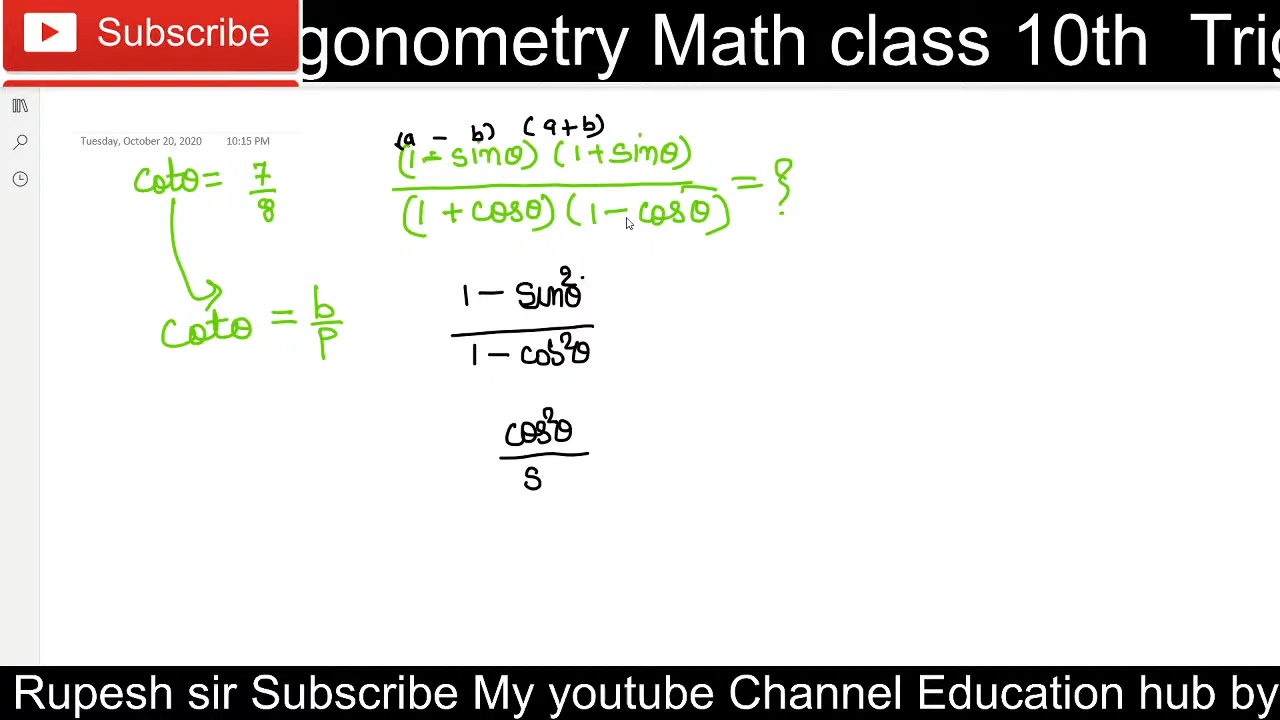 Subscribe
gonometry Math class 10th Trig
Tuesday, October 20, 2020 10:15 PM
(a - b) (a+b)
cotθ = 7/8
(1 - sinθ) (1+sinθ) / (1 + cosθ) (1 - cosθ) = ?
cotθ = b/P
1 - sin²θ / 1 - cos²θ
cos²θ / s
Rupesh sir Subscribe My youtube Channel Education hub by